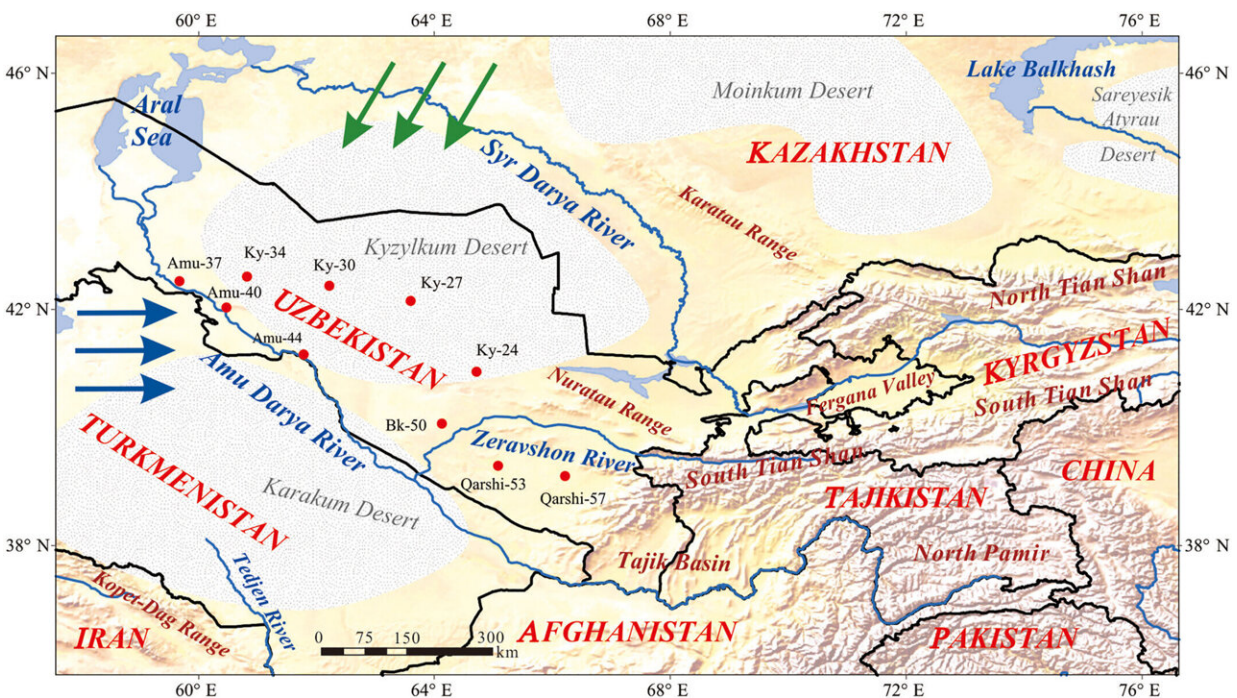 60° E
64° E
68° E
72° E
76° E
46° N
46° N
Lake Balkhash
Moinkum Desert
Sareyesik
Atyrau
Desert
Aral
Sea
Syr Darya River
KAZAKHSTAN
Karatau Range
Kyzylkum Desert
Ky-34
Amu-37
Ky-30
Ky-27
Amu-40
North Tian Shan
42° N
42° N
UZBEKISTAN
Amu-44
KYRGYZSTAN
Ky-24
Fergana Valley
South Tian Shan
Nuratau Range
Amu Darya River
Bk-50
TURKMENISTAN
Zeravshon River
South Tian Shan
CHINA
Qarshi-53
Qarshi-57
TAJIKISTAN
Karakum Desert
38° N
38° N
Tajik Basin
North Pamir
Tedjen River
Kopet-Dag Range
IRAN
AFGHANISTAN
PAKISTAN
0 75 150 300
km
60° E
64° E
68° E
72° E
76° E